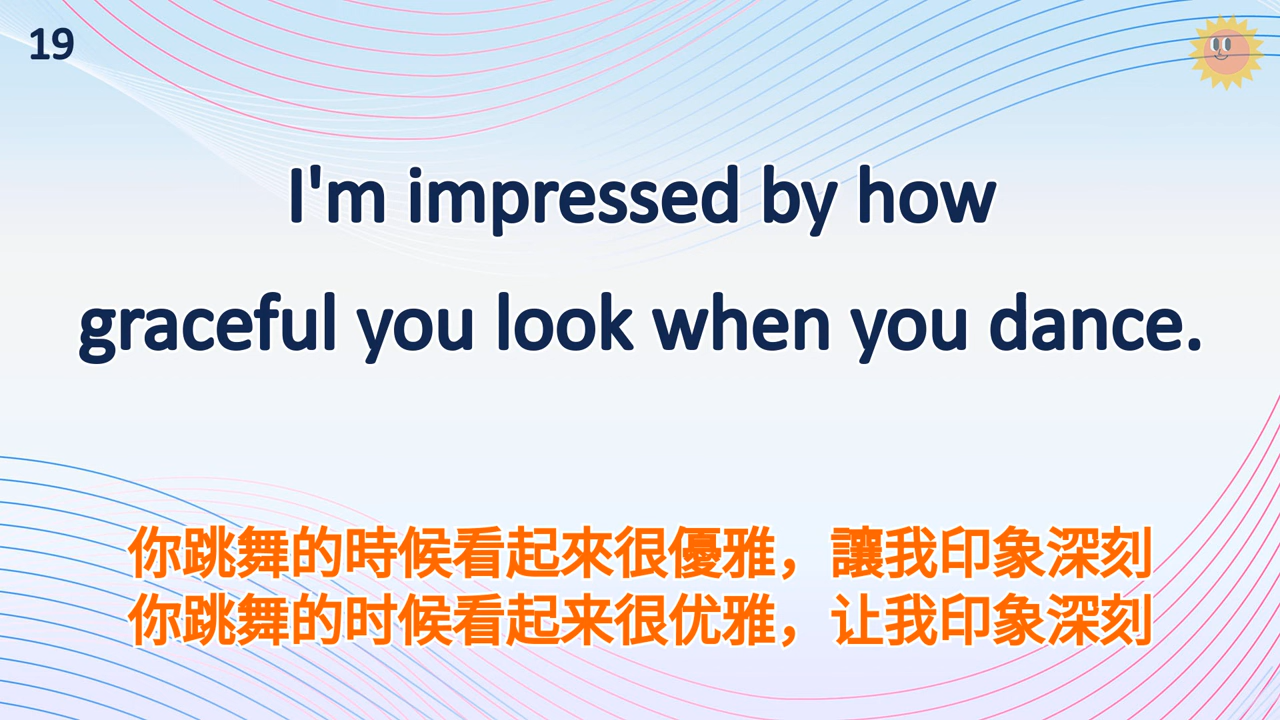 19
I'm impressed by how
graceful you look when you dance.
你跳舞的時候看起來很優雅，讓我印象深刻
你跳舞的时候看起来很优雅，让我印象深刻